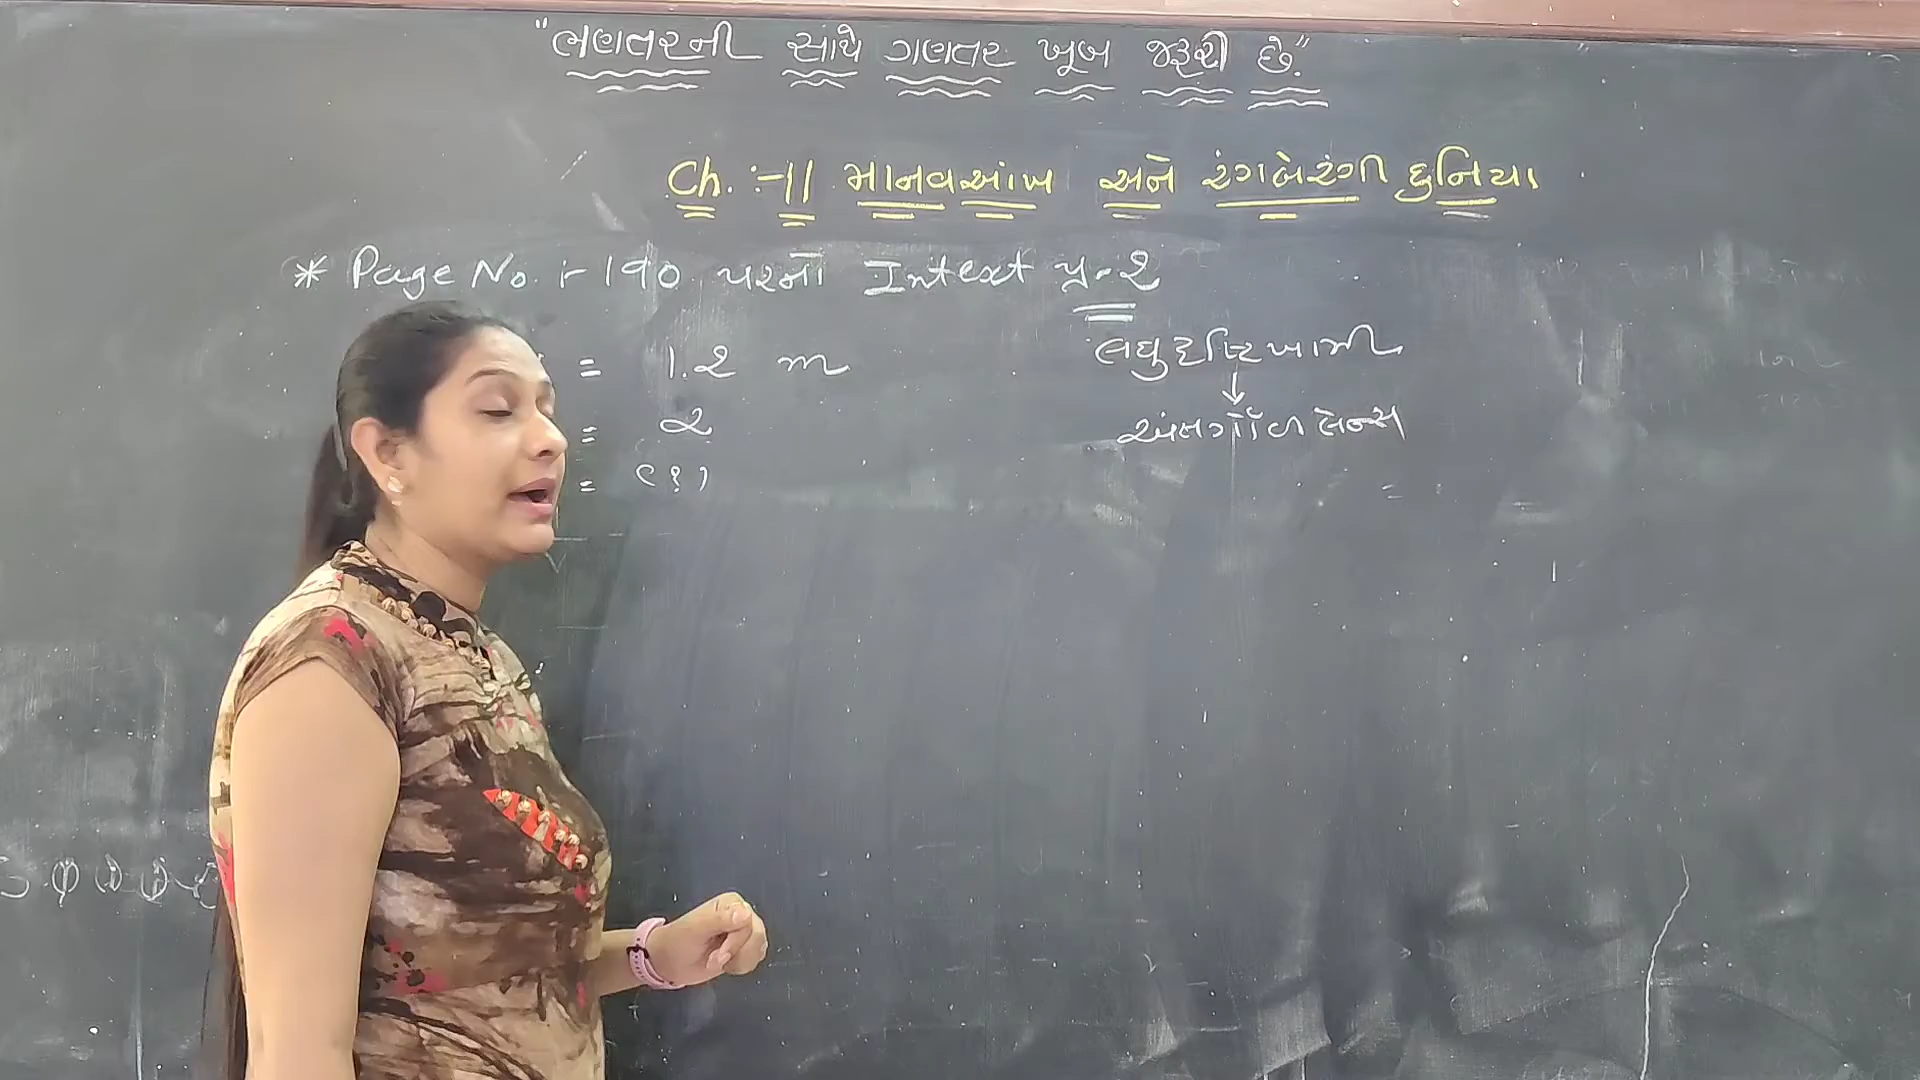 "ભણતરની સાથે ગણતર ખૂબ જરૂરી છે."
Ch. :-11 માનવઆંખ અને રંગબેરંગી દુનિયા
* Page No. :- 190 પરનો Intext પ્ર-2
= 1.2 m
= 2
= (?)
લઘુદ્રષ્ટિખામી
↓
અંતર્ગોળ લેન્સ